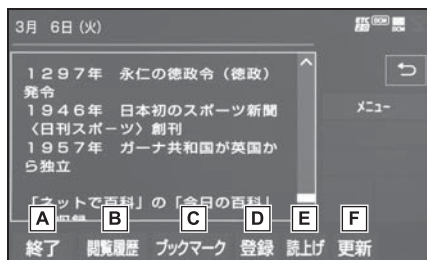 3月 6日(火)
1297年 永仁の徳政令(徳政)
発令
1946年 日本初のスポーツ新聞
〈日刊スポーツ〉創刊
1957年 ガーナ共和国が英国か
ら独立
「ネットで百科」の「今日の百科」
メニュー
A B C D E F
終了 閲覧履歴 ブックマーク 登録 読上げ 更新